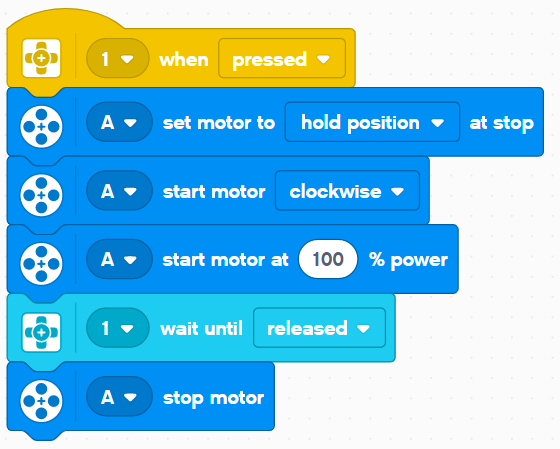 1 when pressed
A set motor to hold position at stop
A start motor clockwise
A start motor at 100 % power
1 wait until released
A stop motor